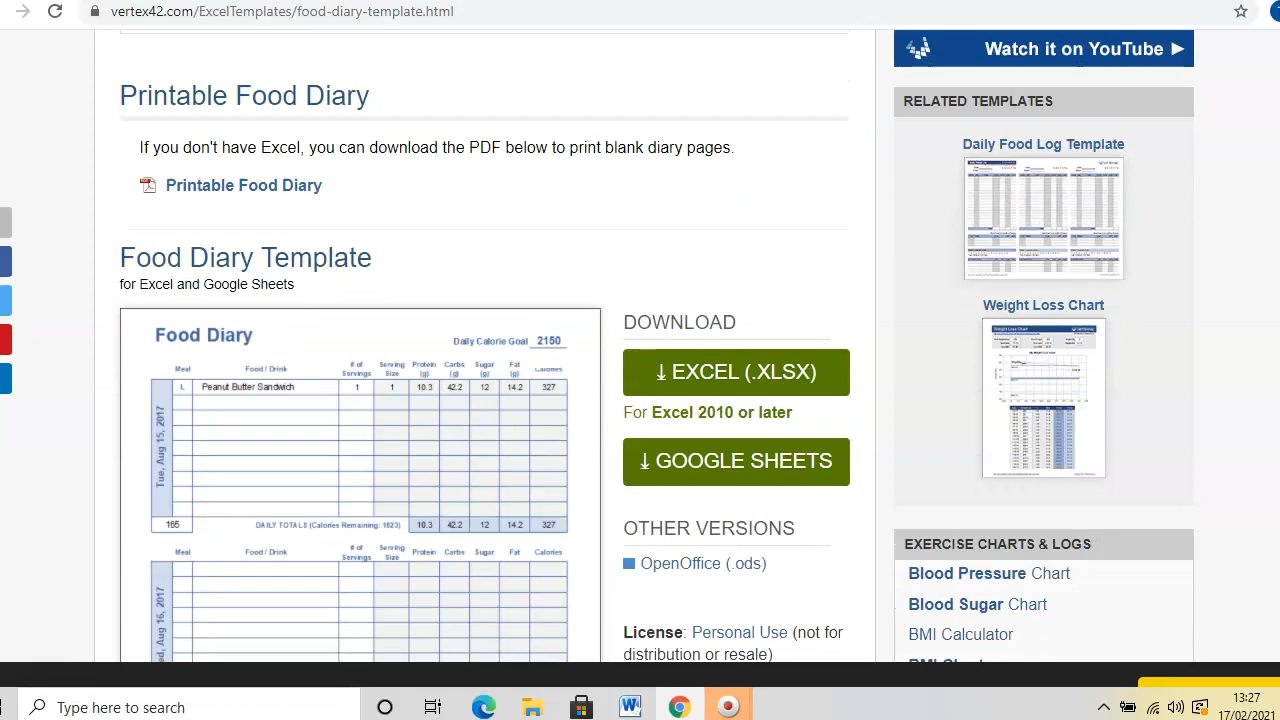 vertex42.com/ExcelTemplates/food-diary-template.html
Watch it on YouTube ▶
Printable Food Diary
If you don't have Excel, you can download the PDF below to print blank diary pages.
Printable Food Diary
Food Diary Template
for Excel and Google Sheets
Food Diary
Daily Calorie Goal 2150
Meal Food / Drink # of Servings Serving Size Protein (g) Carbs (g) Sugar (g) Fat (g) Calories
L Peanut Butter Sandwich 1 1 10.3 42.2 12 14.2 327
Tue, Aug 15, 2017
165 DAILY TOTALS (Calories Remaining: 1823) 10.3 42.2 12 14.2 327
Meal Food / Drink # of Servings Serving Size Protein Carbs Sugar Fat Calories
Aug 16, 2017
DOWNLOAD
EXCEL (.XLSX)
For Excel 2010 or later
GOOGLE SHEETS
OTHER VERSIONS
OpenOffice (.ods)
License: Personal Use (not for
distribution or resale)
RELATED TEMPLATES
Daily Food Log Template
Weight Loss Chart
EXERCISE CHARTS & LOGS
Blood Pressure Chart
Blood Sugar Chart
BMI Calculator
Type here to search
13:27
17/02/2021